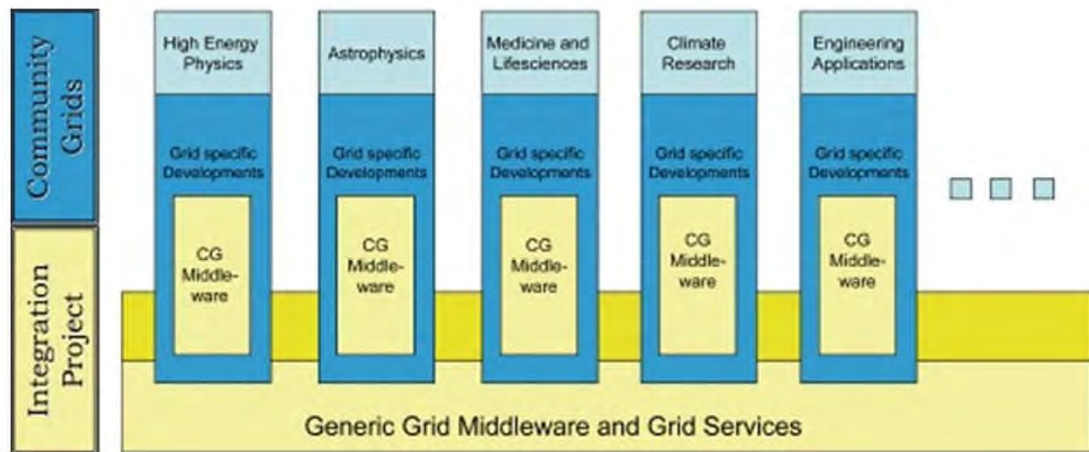 Community
Grids
Integration
Project
High Energy
Physics
Astrophysics
Medicine and
Lifesciences
Climate
Research
Engineering
Applications
Grid specific
Developments
Grid specific
Developments
Grid specific
Developments
Grid specific
Developments
Grid specific
Developments
CG
Middle-
ware
CG
Middle-
ware
CG
Middle-
ware
CG
Middle-
ware
CG
Middle-
ware
Generic Grid Middleware and Grid Services